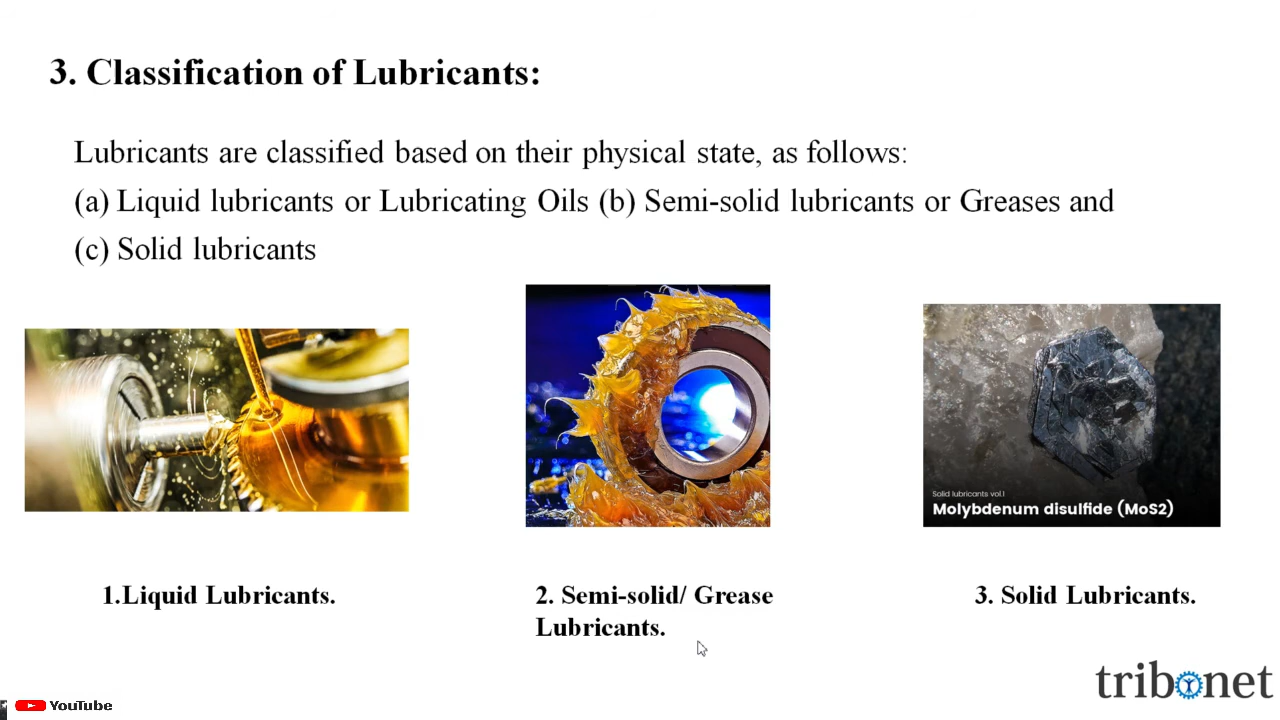 3. Classification of Lubricants:
Lubricants are classified based on their physical state, as follows:
(a) Liquid lubricants or Lubricating Oils (b) Semi-solid lubricants or Greases and
(c) Solid lubricants
Solid lubricants vol.I
Molybdenum disulfide (MoS2)
1.Liquid Lubricants.
2. Semi-solid/ Grease
Lubricants.
3. Solid Lubricants.
tribonet
YouTube